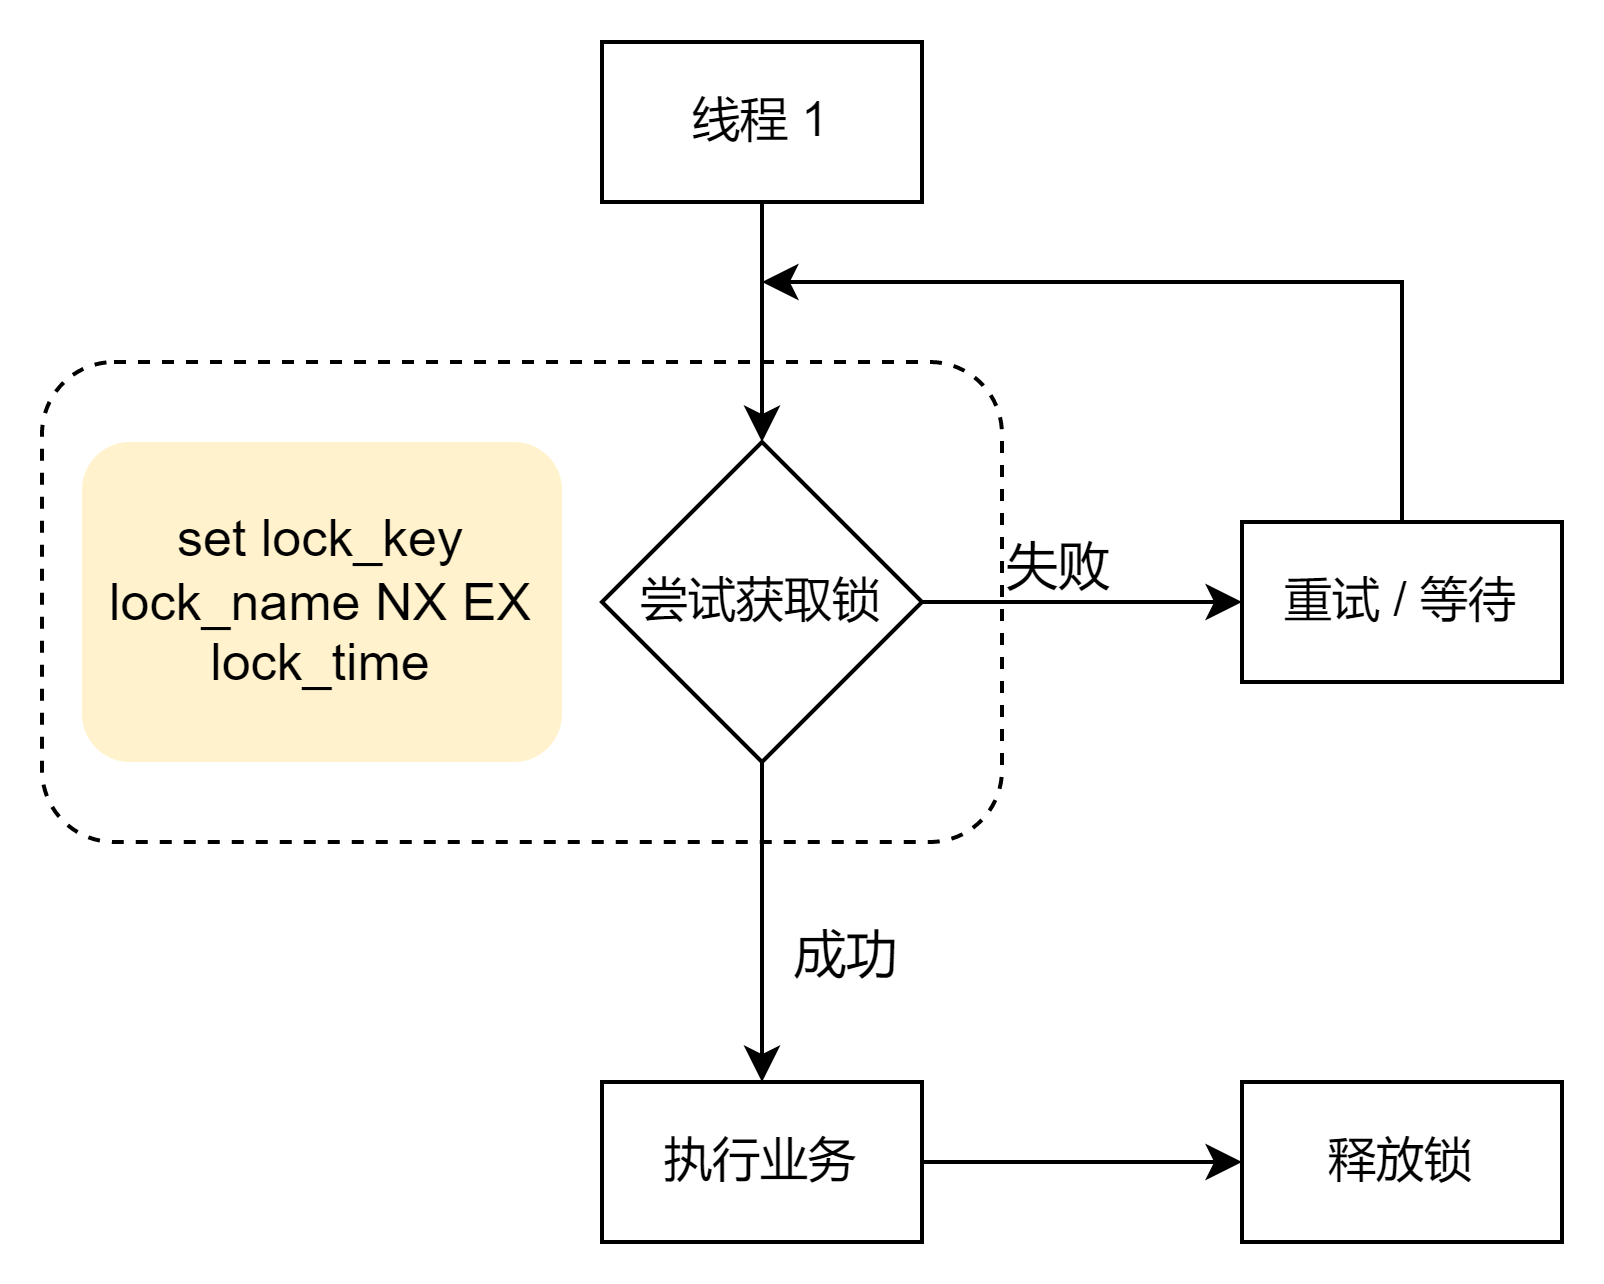 线程 1
set lock_key
lock_name NX EX
lock_time
尝试获取锁
失败
重试 / 等待
成功
执行业务
释放锁